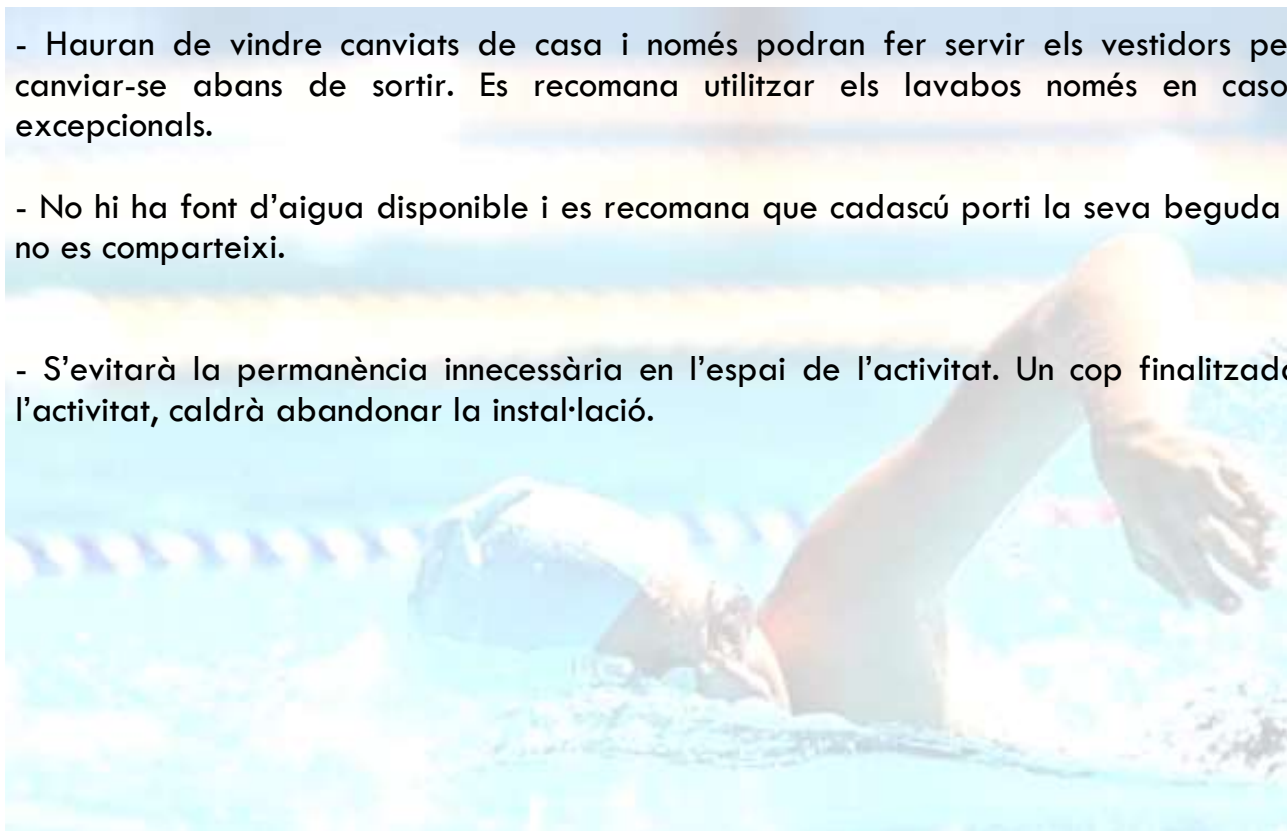 - Hauran de vindre canviats de casa i només podran fer servir els vestidors pe
canviar-se abans de sortir. Es recomana utilitzar els lavabos només en caso
excepcionals.
- No hi ha font d’aigua disponible i es recomana que cadascú porti la seva beguda
no es comparteixi.
- S’evitarà la permanència innecessària en l’espai de l’activitat. Un cop finalitzada
l’activitat, caldrà abandonar la instal·lació.